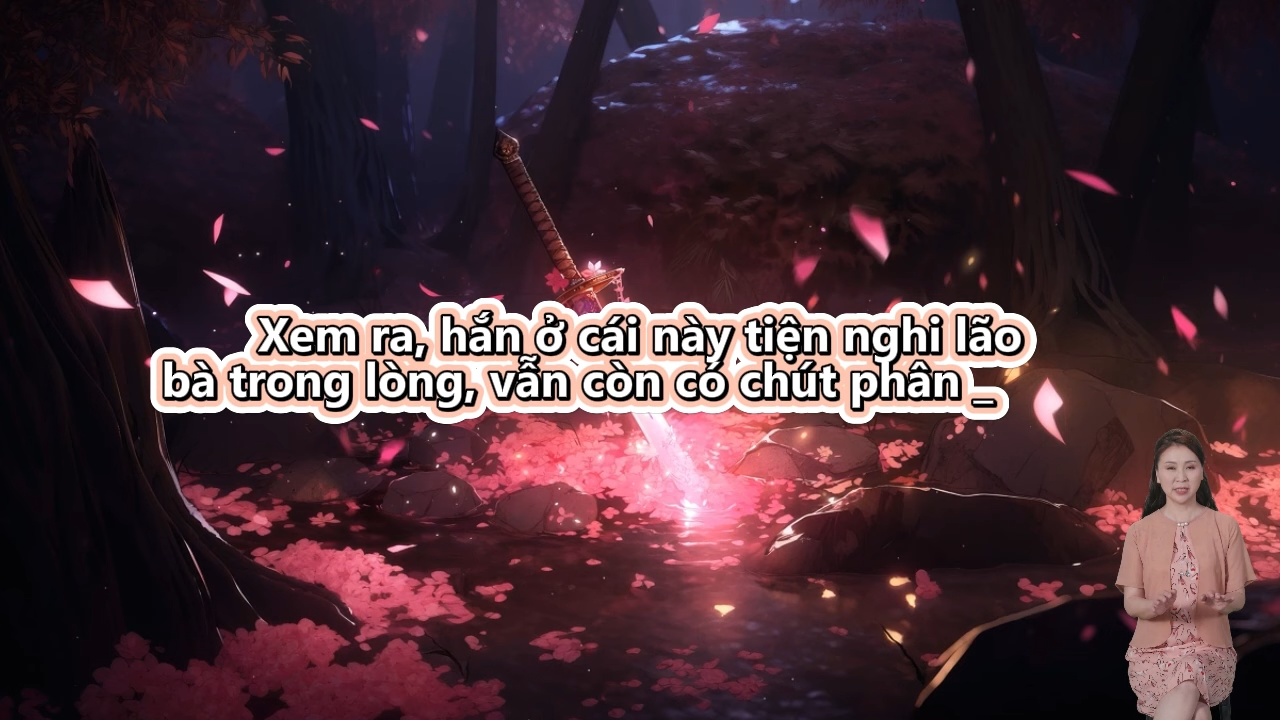 Xem ra, hắn ở cái này tiện nghi lão
bà trong lòng, vẫn còn có chút phân _